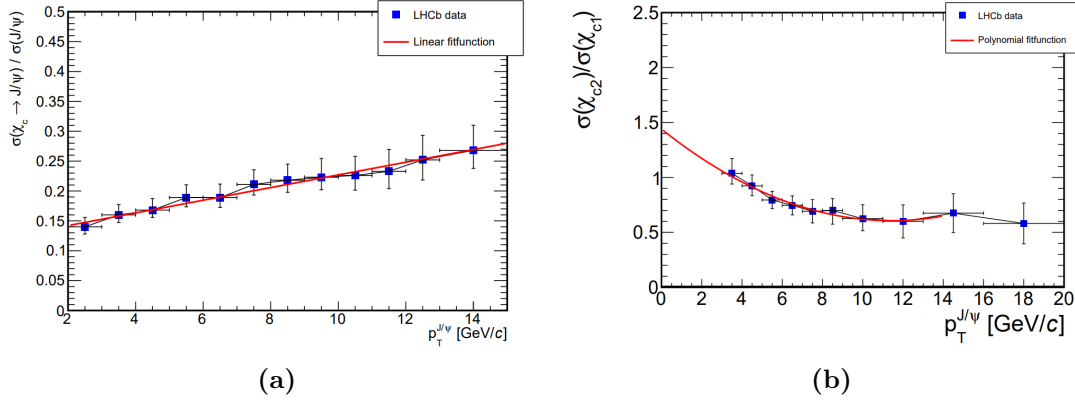 σ(χc → J/ψ) / σ(J/ψ)
0.5
0.45
0.4
0.35
0.3
0.25
0.2
0.15
0.1
0.05
0
2 4 6 8 10 12 14
p_T^{J/ψ} [GeV/c]
LHCb data
Linear fitfunction
(a)
σ(χc2)/σ(χc1)
2.5
2
1.5
1
0.5
0
0 2 4 6 8 10 12 14 16 18 20
p_T^{J/ψ} [GeV/c]
LHCb data
Polynomial fitfunction
(b)